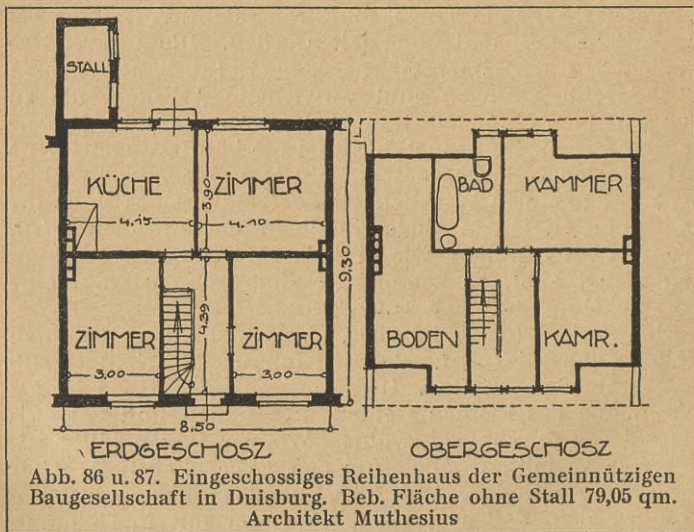 STALL
KÜCHE
ZIMMER
3.90
4.15
4.10
9.30
ZIMMER
4.39
ZIMMER
3,00
3,00
8.50
ERDGESCHOSZ
BAD
KAMMER
BODEN
KAMR.
OBERGESCHOSZ
Abb. 86 u. 87. Eingeschossiges Reihenhaus der Gemeinnützigen
Baugesellschaft in Duisburg. Beb. Fläche ohne Stall 79,05 qm.
Architekt Muthesius